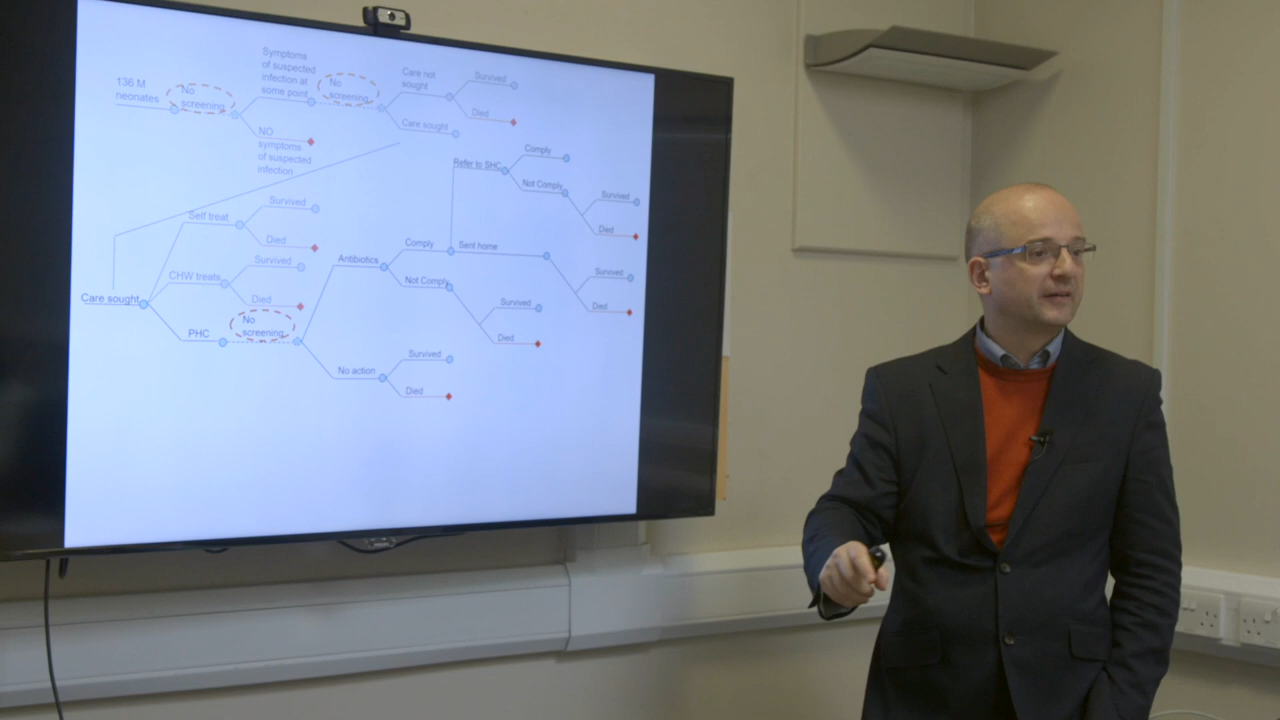 136 M
neonates
No
screening
Symptoms
of suspected
infection at
some point
No
screening
Care not
sought
Survived
Died
Care sought
NO
symptoms
of suspected
infection
Refer to SHC
Comply
Not Comply
Survived
Died
Self treat
Survived
Died
CHW treats
Survived
Died
Care sought
PHC
No
screening
Antibiotics
Comply
Sent home
Survived
Died
Not Comply
Survived
Died
No action
Survived
Died